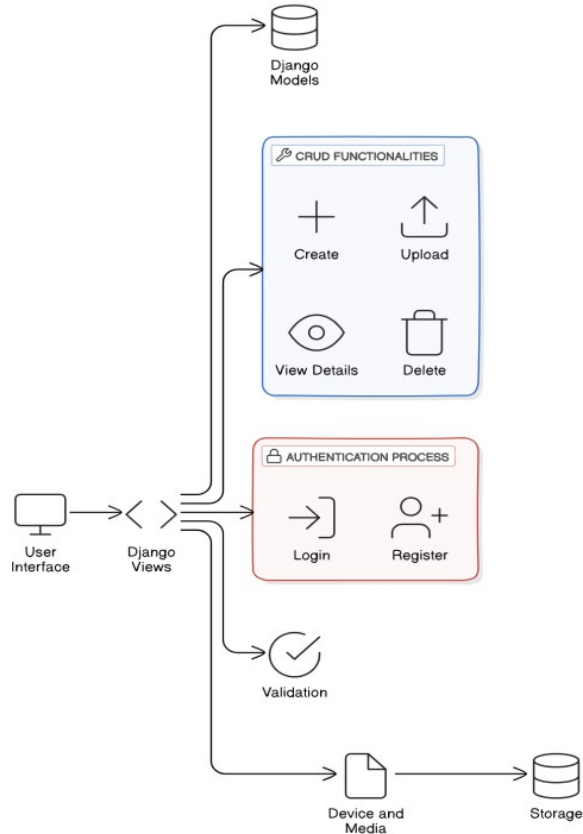 Django
Models
CRUD FUNCTIONALITIES
Create
Upload
View Details
Delete
AUTHENTICATION PROCESS
Login
Register
User
Interface
Django
Views
Validation
Device and
Media
Storage